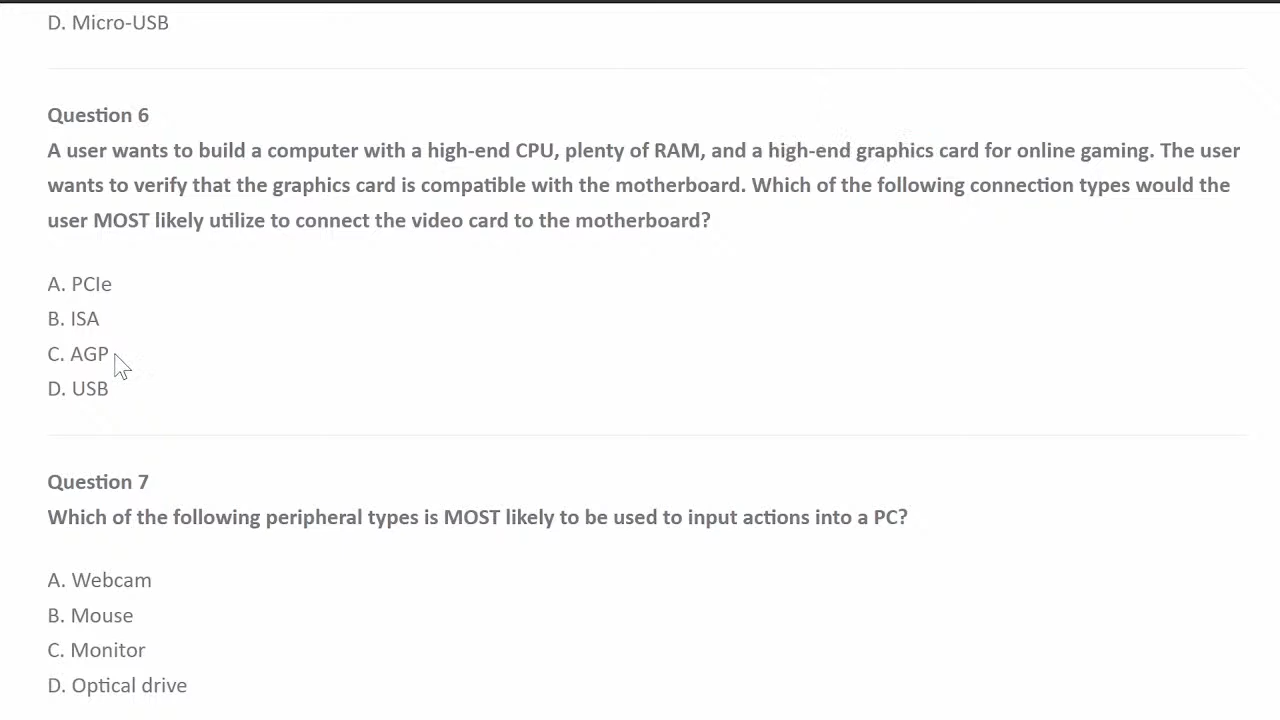 D. Micro-USB
Question 6
A user wants to build a computer with a high-end CPU, plenty of RAM, and a high-end graphics card for online gaming. The user
wants to verify that the graphics card is compatible with the motherboard. Which of the following connection types would the
user MOST likely utilize to connect the video card to the motherboard?
A. PCIe
B. ISA
C. AGP
D. USB
Question 7
Which of the following peripheral types is MOST likely to be used to input actions into a PC?
A. Webcam
B. Mouse
C. Monitor
D. Optical drive